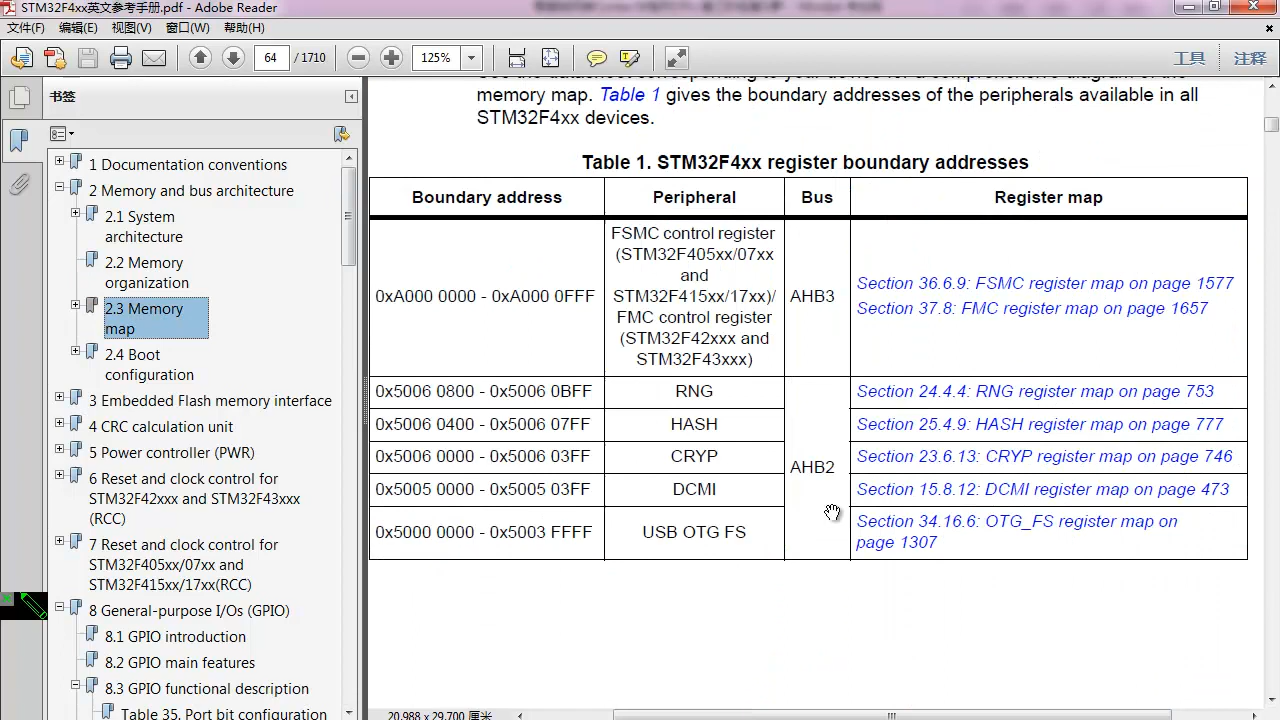 STM32F4xx英文参考手册.pdf - Adobe Reader
文件(F) 编辑(E) 视图(V) 窗口(W) 帮助(H)
64 / 1710 125% 工具 注释
书签
1 Documentation conventions
2 Memory and bus architecture
2.1 System
architecture
2.2 Memory
organization
2.3 Memory
map
2.4 Boot
configuration
3 Embedded Flash memory interface
4 CRC calculation unit
5 Power controller (PWR)
6 Reset and clock control for
STM32F42xxx and STM32F43xxx
(RCC)
7 Reset and clock control for
STM32F405xx/07xx and
STM32F415xx/17xx(RCC)
8 General-purpose I/Os (GPIO)
8.1 GPIO introduction
8.2 GPIO main features
8.3 GPIO functional description
Table 35. Port bit configuration
See the datasheet corresponding to your device for a comprehensive diagram of the
memory map. Table 1 gives the boundary addresses of the peripherals available in all
STM32F4xx devices.
Table 1. STM32F4xx register boundary addresses
Boundary address Peripheral Bus Register map
0xA000 0000 - 0xA000 0FFF
FSMC control register
(STM32F405xx/07xx
and
STM32F415xx/17xx)/
FMC control register
(STM32F42xxx and
STM32F43xxx)
AHB3
Section 36.6.9: FSMC register map on page 1577
Section 37.8: FMC register map on page 1657
0x5006 0800 - 0x5006 0BFF RNG Section 24.4.4: RNG register map on page 753
0x5006 0400 - 0x5006 07FF HASH Section 25.4.9: HASH register map on page 777
0x5006 0000 - 0x5006 03FF CRYP Section 23.6.13: CRYP register map on page 746
AHB2
0x5005 0000 - 0x5005 03FF DCMI Section 15.8.12: DCMI register map on page 473
0x5000 0000 - 0x5003 FFFF USB OTG FS Section 34.16.6: OTG_FS register map on
page 1307
20.988 x 29.700 厘米